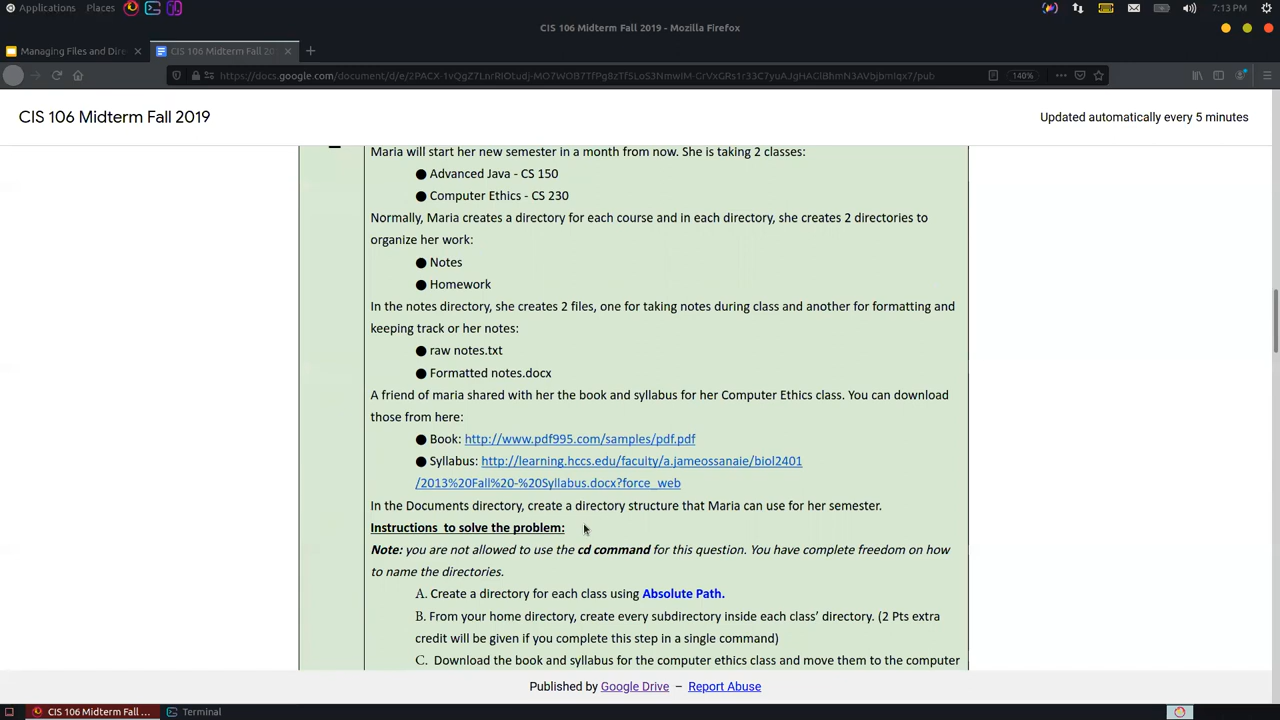 Applications Places 7:13 PM
CIS 106 Midterm Fall 2019 - Mozilla Firefox
Managing Files and Dire
CIS 106 Midterm Fall 20
140%
CIS 106 Midterm Fall 2019
Updated automatically every 5 minutes
Maria will start her new semester in a month from now. She is taking 2 classes:
● Advanced Java - CS 150
● Computer Ethics - CS 230
Normally, Maria creates a directory for each course and in each directory, she creates 2 directories to
organize her work:
● Notes
● Homework
In the notes directory, she creates 2 files, one for taking notes during class and another for formatting and
keeping track or her notes:
● raw notes.txt
● Formatted notes.docx
A friend of maria shared with her the book and syllabus for her Computer Ethics class. You can download
those from here:
● Book: http://www.pdf995.com/samples/pdf.pdf
● Syllabus: http://learning.hccs.edu/faculty/a.jameossanaie/biol2401
/2013%20Fall%20-%20Syllabus.docx?force_web
In the Documents directory, create a directory structure that Maria can use for her semester.
Instructions to solve the problem:
Note: you are not allowed to use the cd command for this question. You have complete freedom on how
to name the directories.
A. Create a directory for each class using Absolute Path.
B. From your home directory, create every subdirectory inside each class’ directory. (2 Pts extra
credit will be given if you complete this step in a single command)
C. Download the book and syllabus for the computer ethics class and move them to the computer
Published by Google Drive – Report Abuse
CIS 106 Midterm Fall ...
Terminal